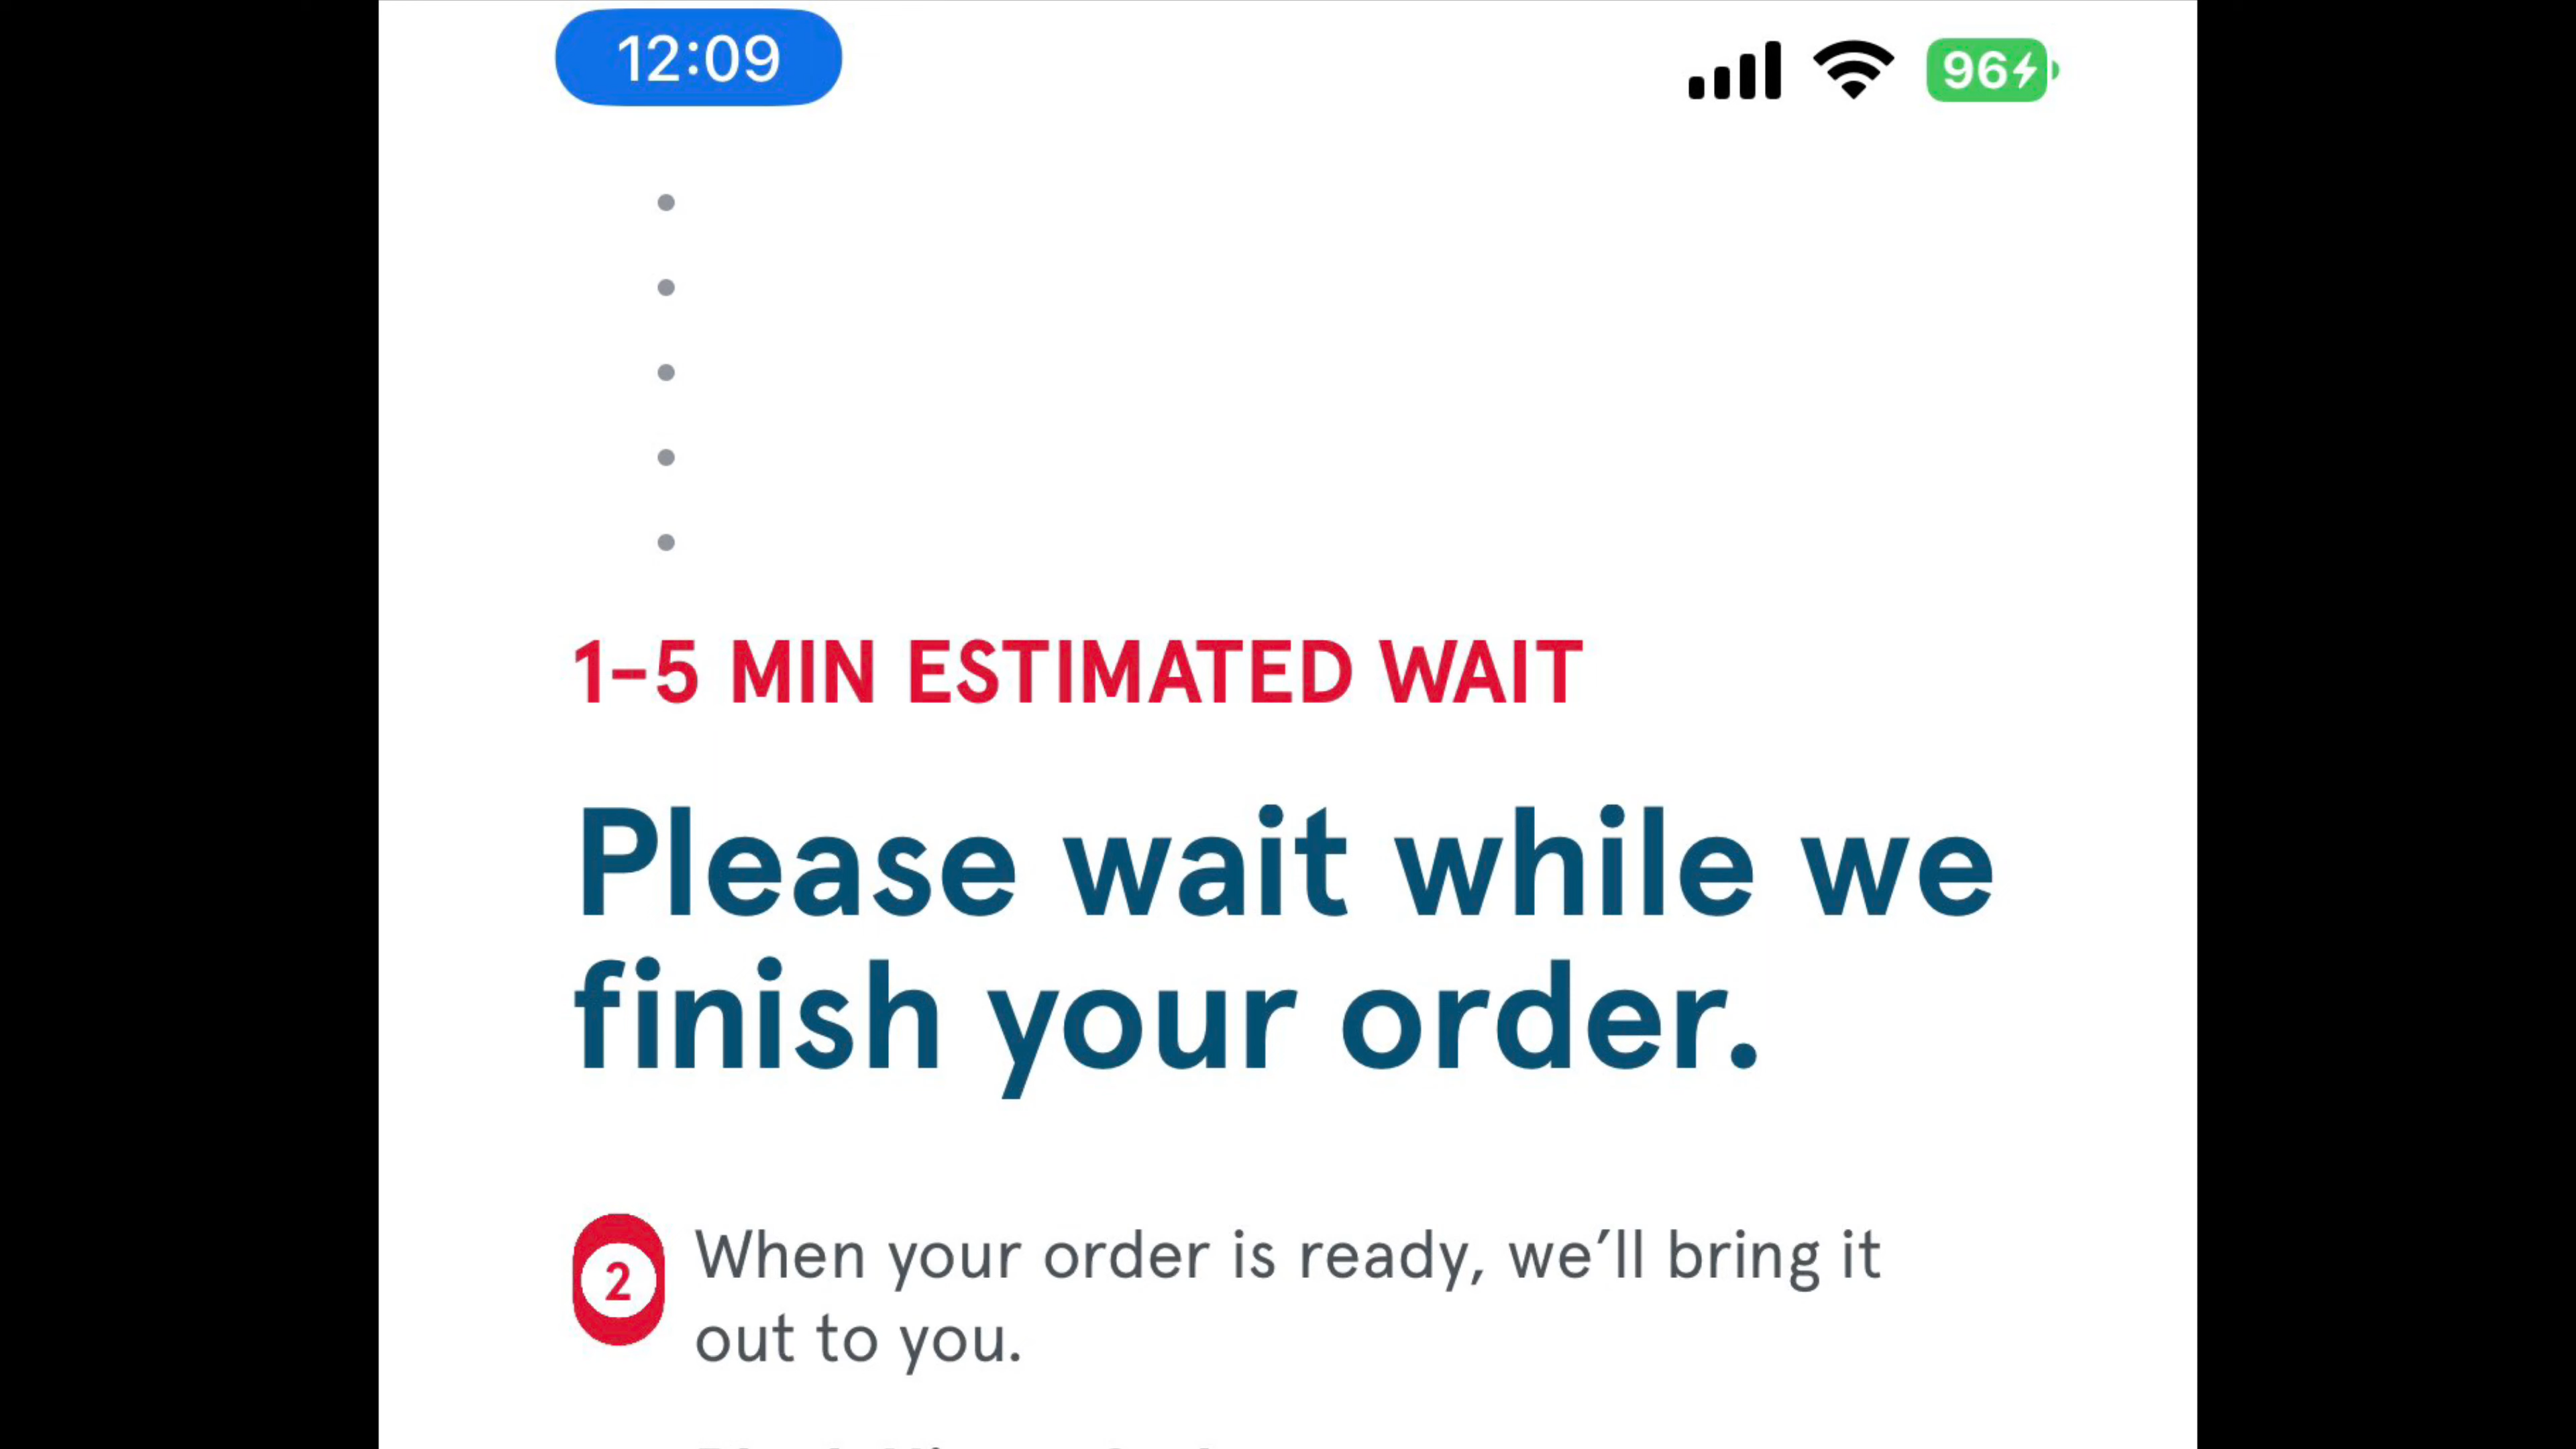 12:09
96
1–5 MIN ESTIMATED WAIT
Please wait while we
finish your order.
2
When your order is ready, we’ll bring it
out to you.